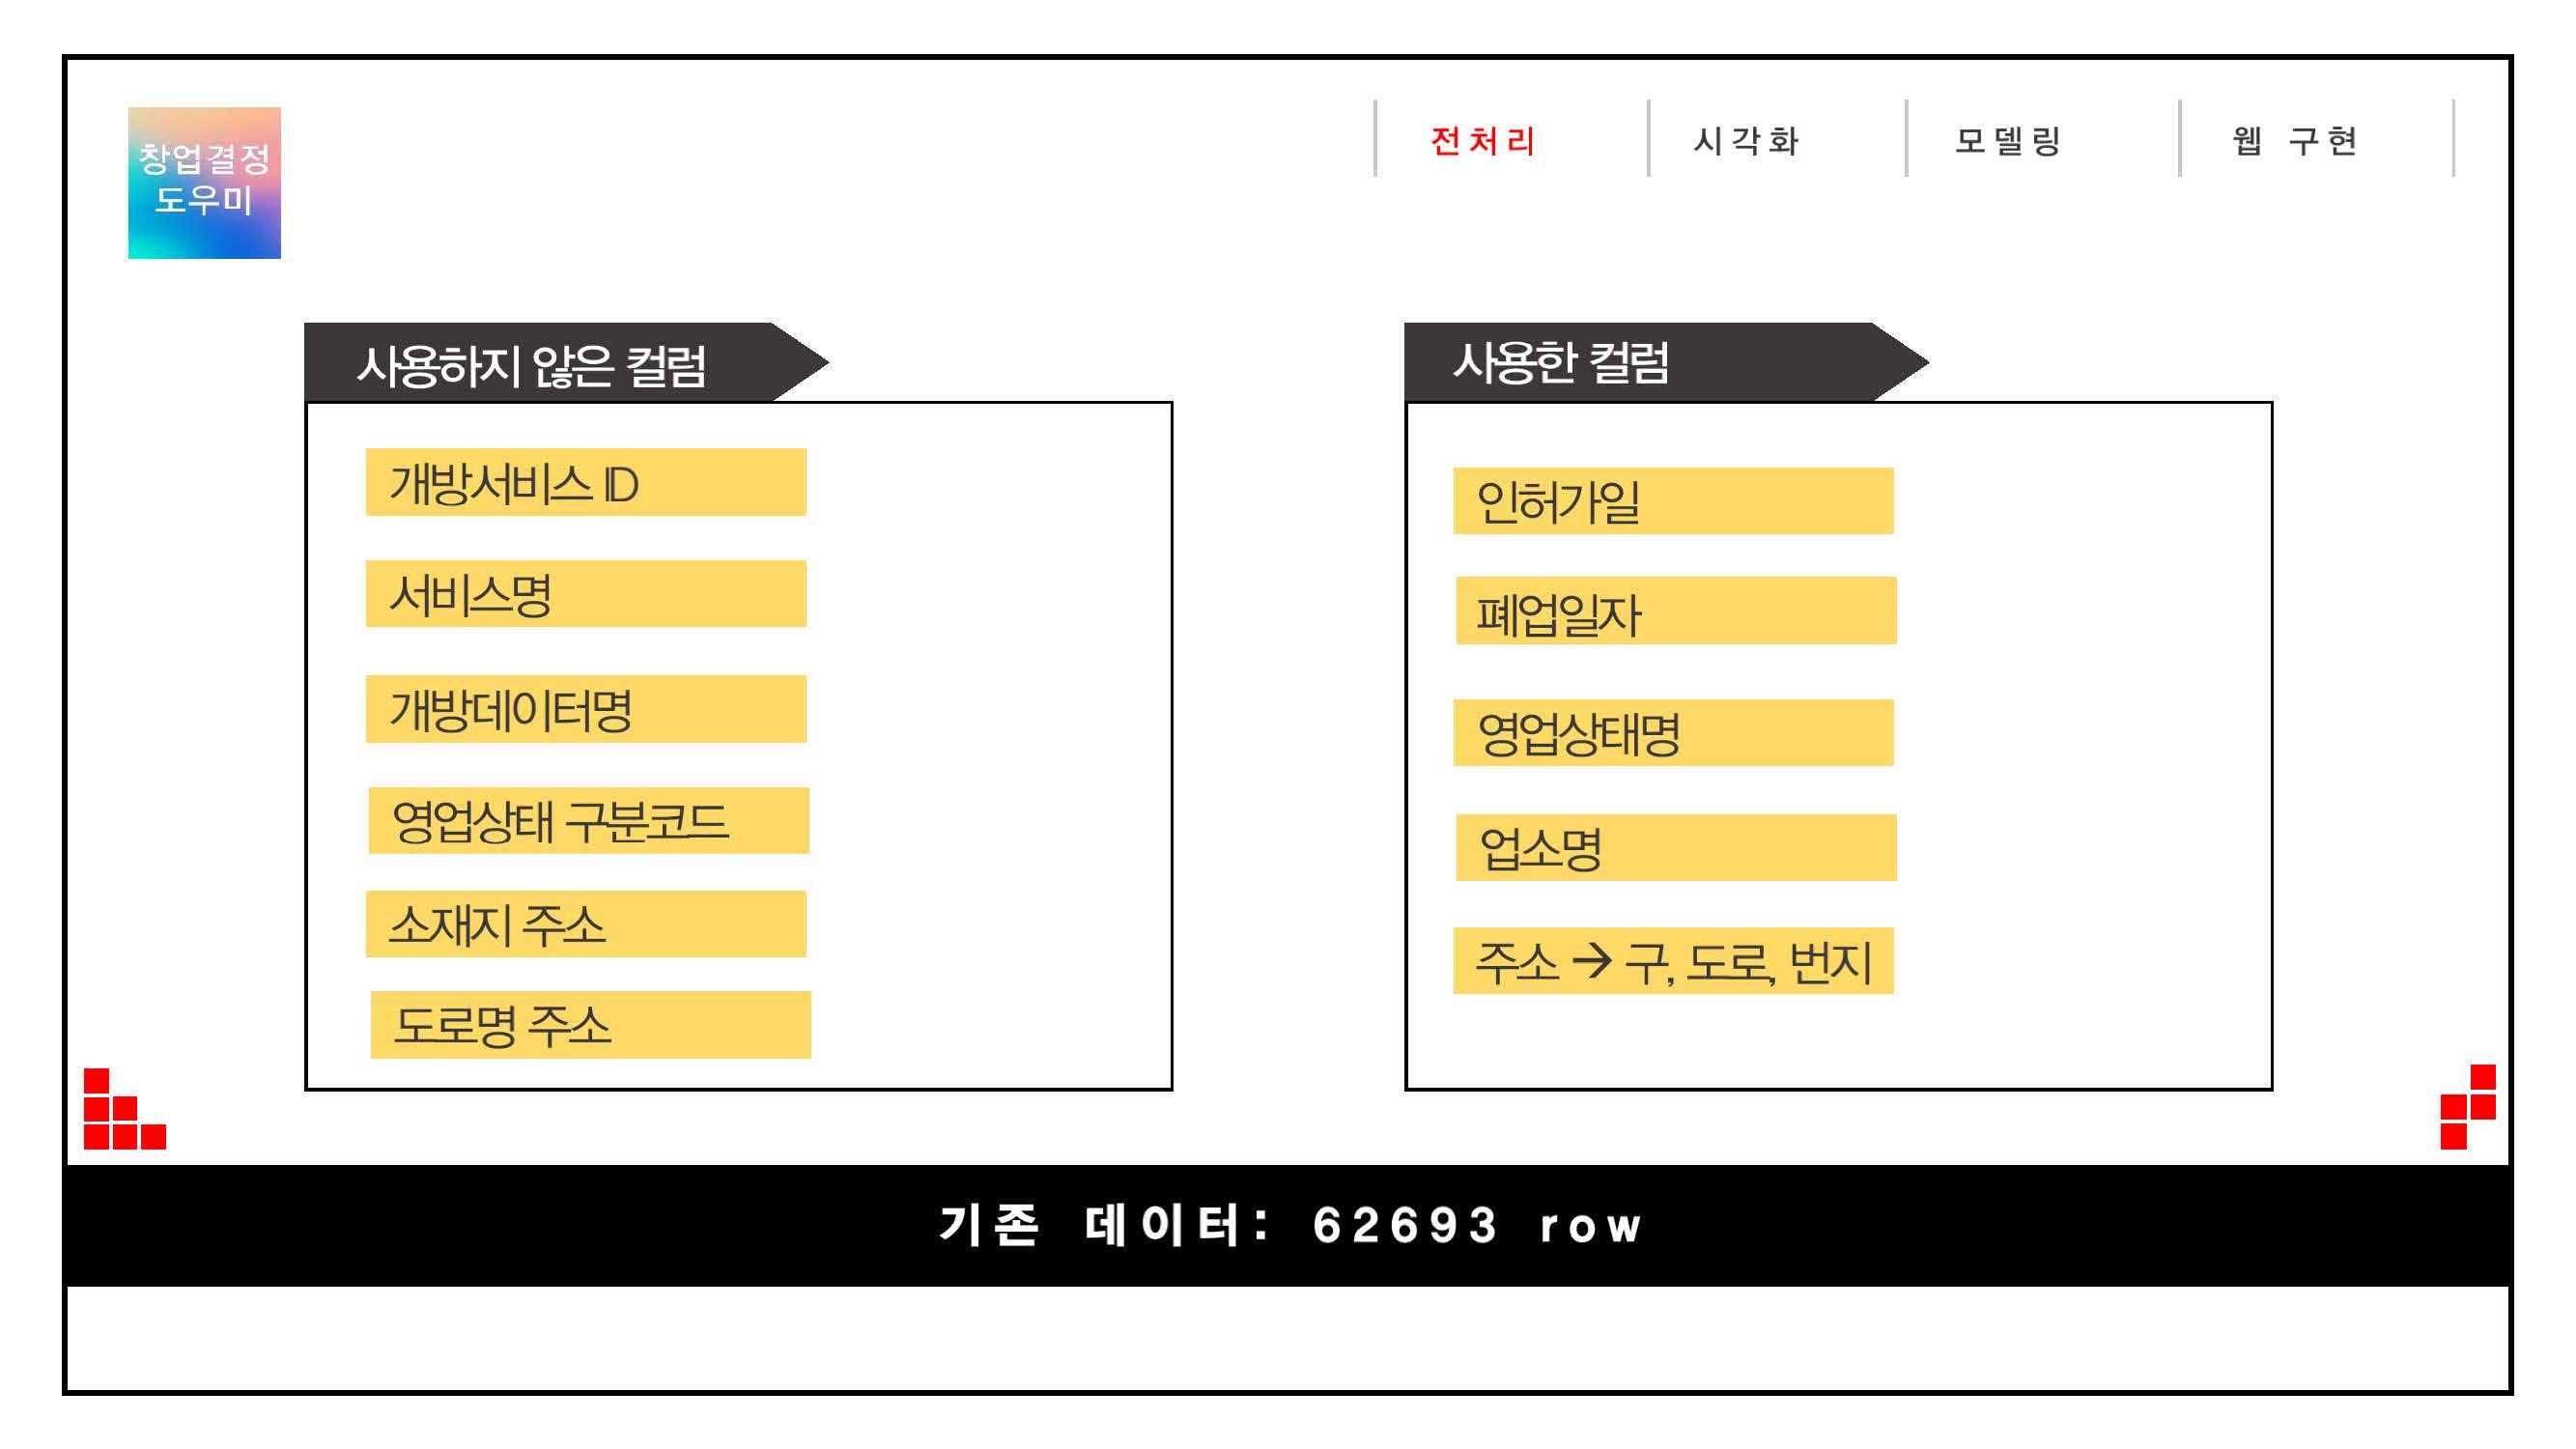 창업결정
도우미
전처리
시각화
모델링
웹 구현
사용하지 않은 컬럼
개방서비스 ID
서비스명
개방데이터명
영업상태 구분코드
소재지 주소
도로명 주소
사용한 컬럼
인허가일
폐업일자
영업상태명
업소명
주소 → 구, 도로, 번지
기존 데이터: 62693 row